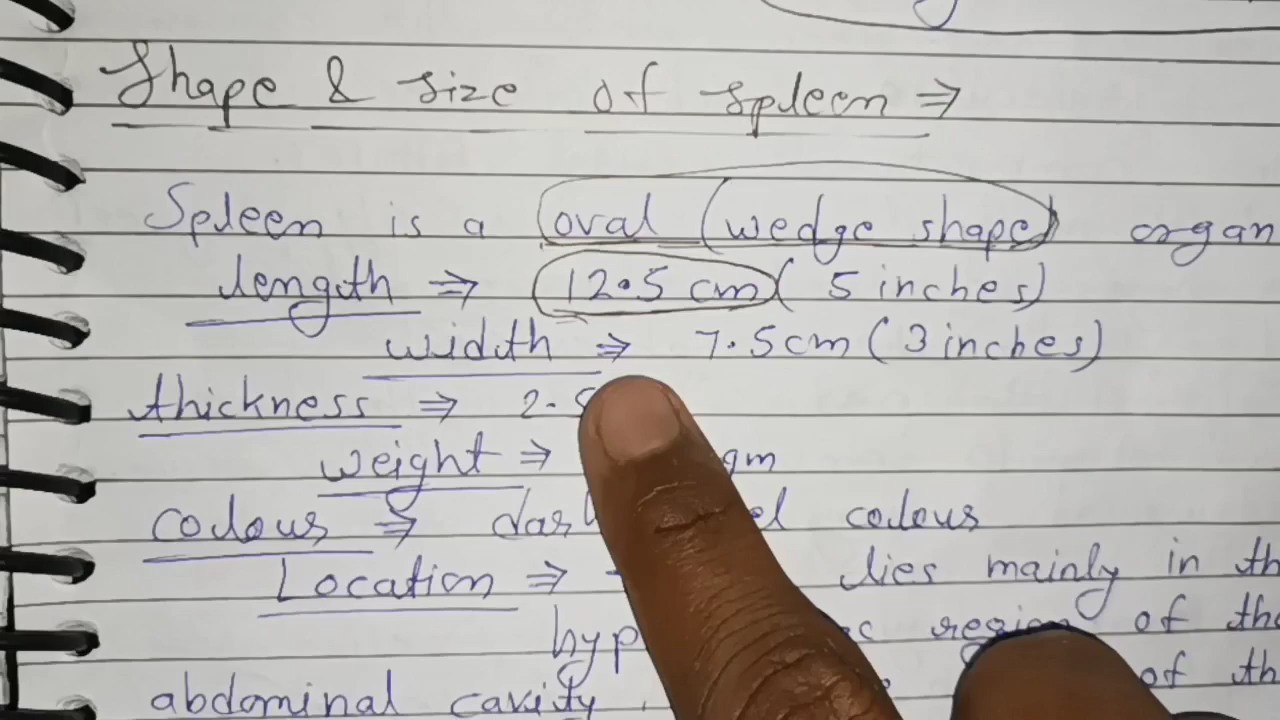 Shape & size of spleen ⇒
Spleen is a oval (wedge shape) organ
length ⇒ 12.5 cm (5 inches)
width ⇒ 7.5cm (3 inches)
thickness ⇒ 2.5
weight ⇒ gm
colour ⇒ colour
Location ⇒ lies mainly in
region of the
abdominal cavity of